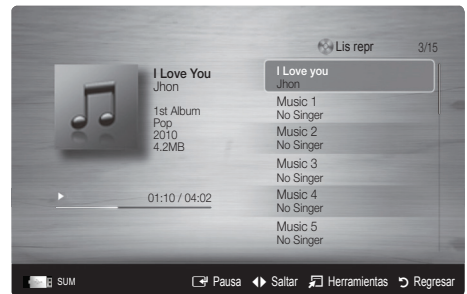 Lis repr 3/15
I Love You
Jhon
1st Album
Pop
2010
4.2MB
01:10 / 04:02
I Love you
Jhon
Music 1
No Singer
Music 2
No Singer
Music 3
No Singer
Music 4
No Singer
Music 5
No Singer
SUM Pausa Saltar Herramientas Regresar